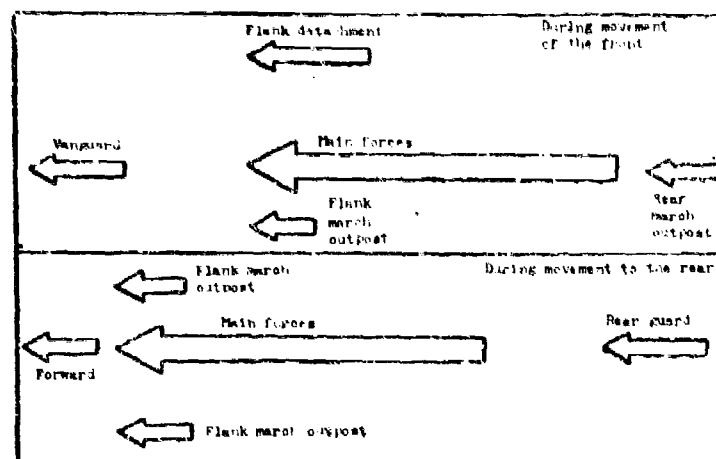 Flank detachment
During movement
of the front
Vanguard
Main forces
Flank
march
outpost
Rear
march
outpost
Flank march
outpost
During movement to the rear
Main forces
Rear guard
Forward
Flank march outpost